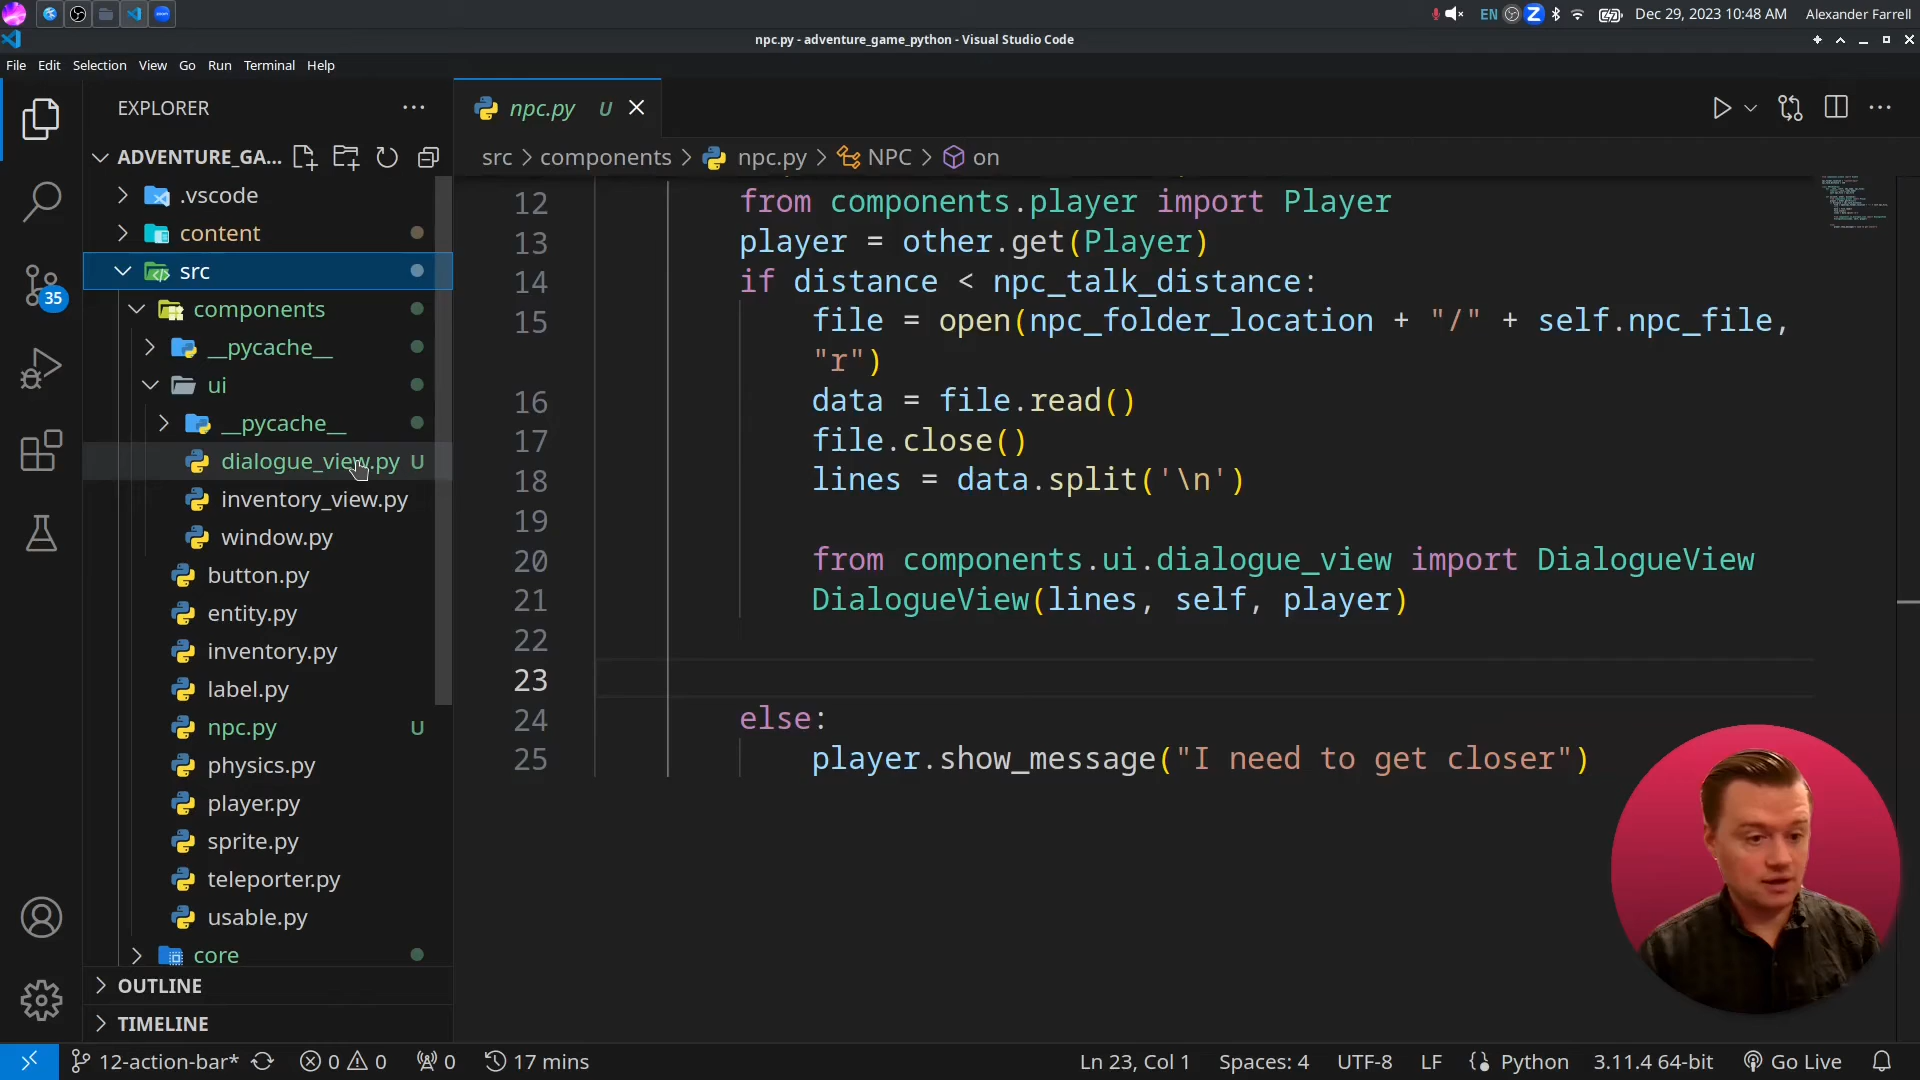 EN
Z
Dec 29, 2023 10:48 AM
Alexander Farrell
npc.py - adventure_game_python - Visual Studio Code
File Edit Selection View Go Run Terminal Help
EXPLORER
ADVENTURE_GA...
.vscode
content
src
components
__pycache__
ui
__pycache__
dialogue_view.py U
inventory_view.py
window.py
button.py
entity.py
inventory.py
label.py
npc.py U
physics.py
player.py
sprite.py
teleporter.py
usable.py
core
OUTLINE
TIMELINE
35
npc.py U
src > components > npc.py > NPC > on
12 from components.player import Player
13 player = other.get(Player)
14 if distance < npc_talk_distance:
15 file = open(npc_folder_location + "/" + self.npc_file,
"r")
16 data = file.read()
17 file.close()
18 lines = data.split('\n')
19
20 from components.ui.dialogue_view import DialogueView
21 DialogueView(lines, self, player)
22
23
24 else:
25 player.show_message("I need to get closer")
12-action-bar* 0 0 0 17 mins
Ln 23, Col 1 Spaces: 4 UTF-8 LF Python 3.11.4 64-bit Go Live